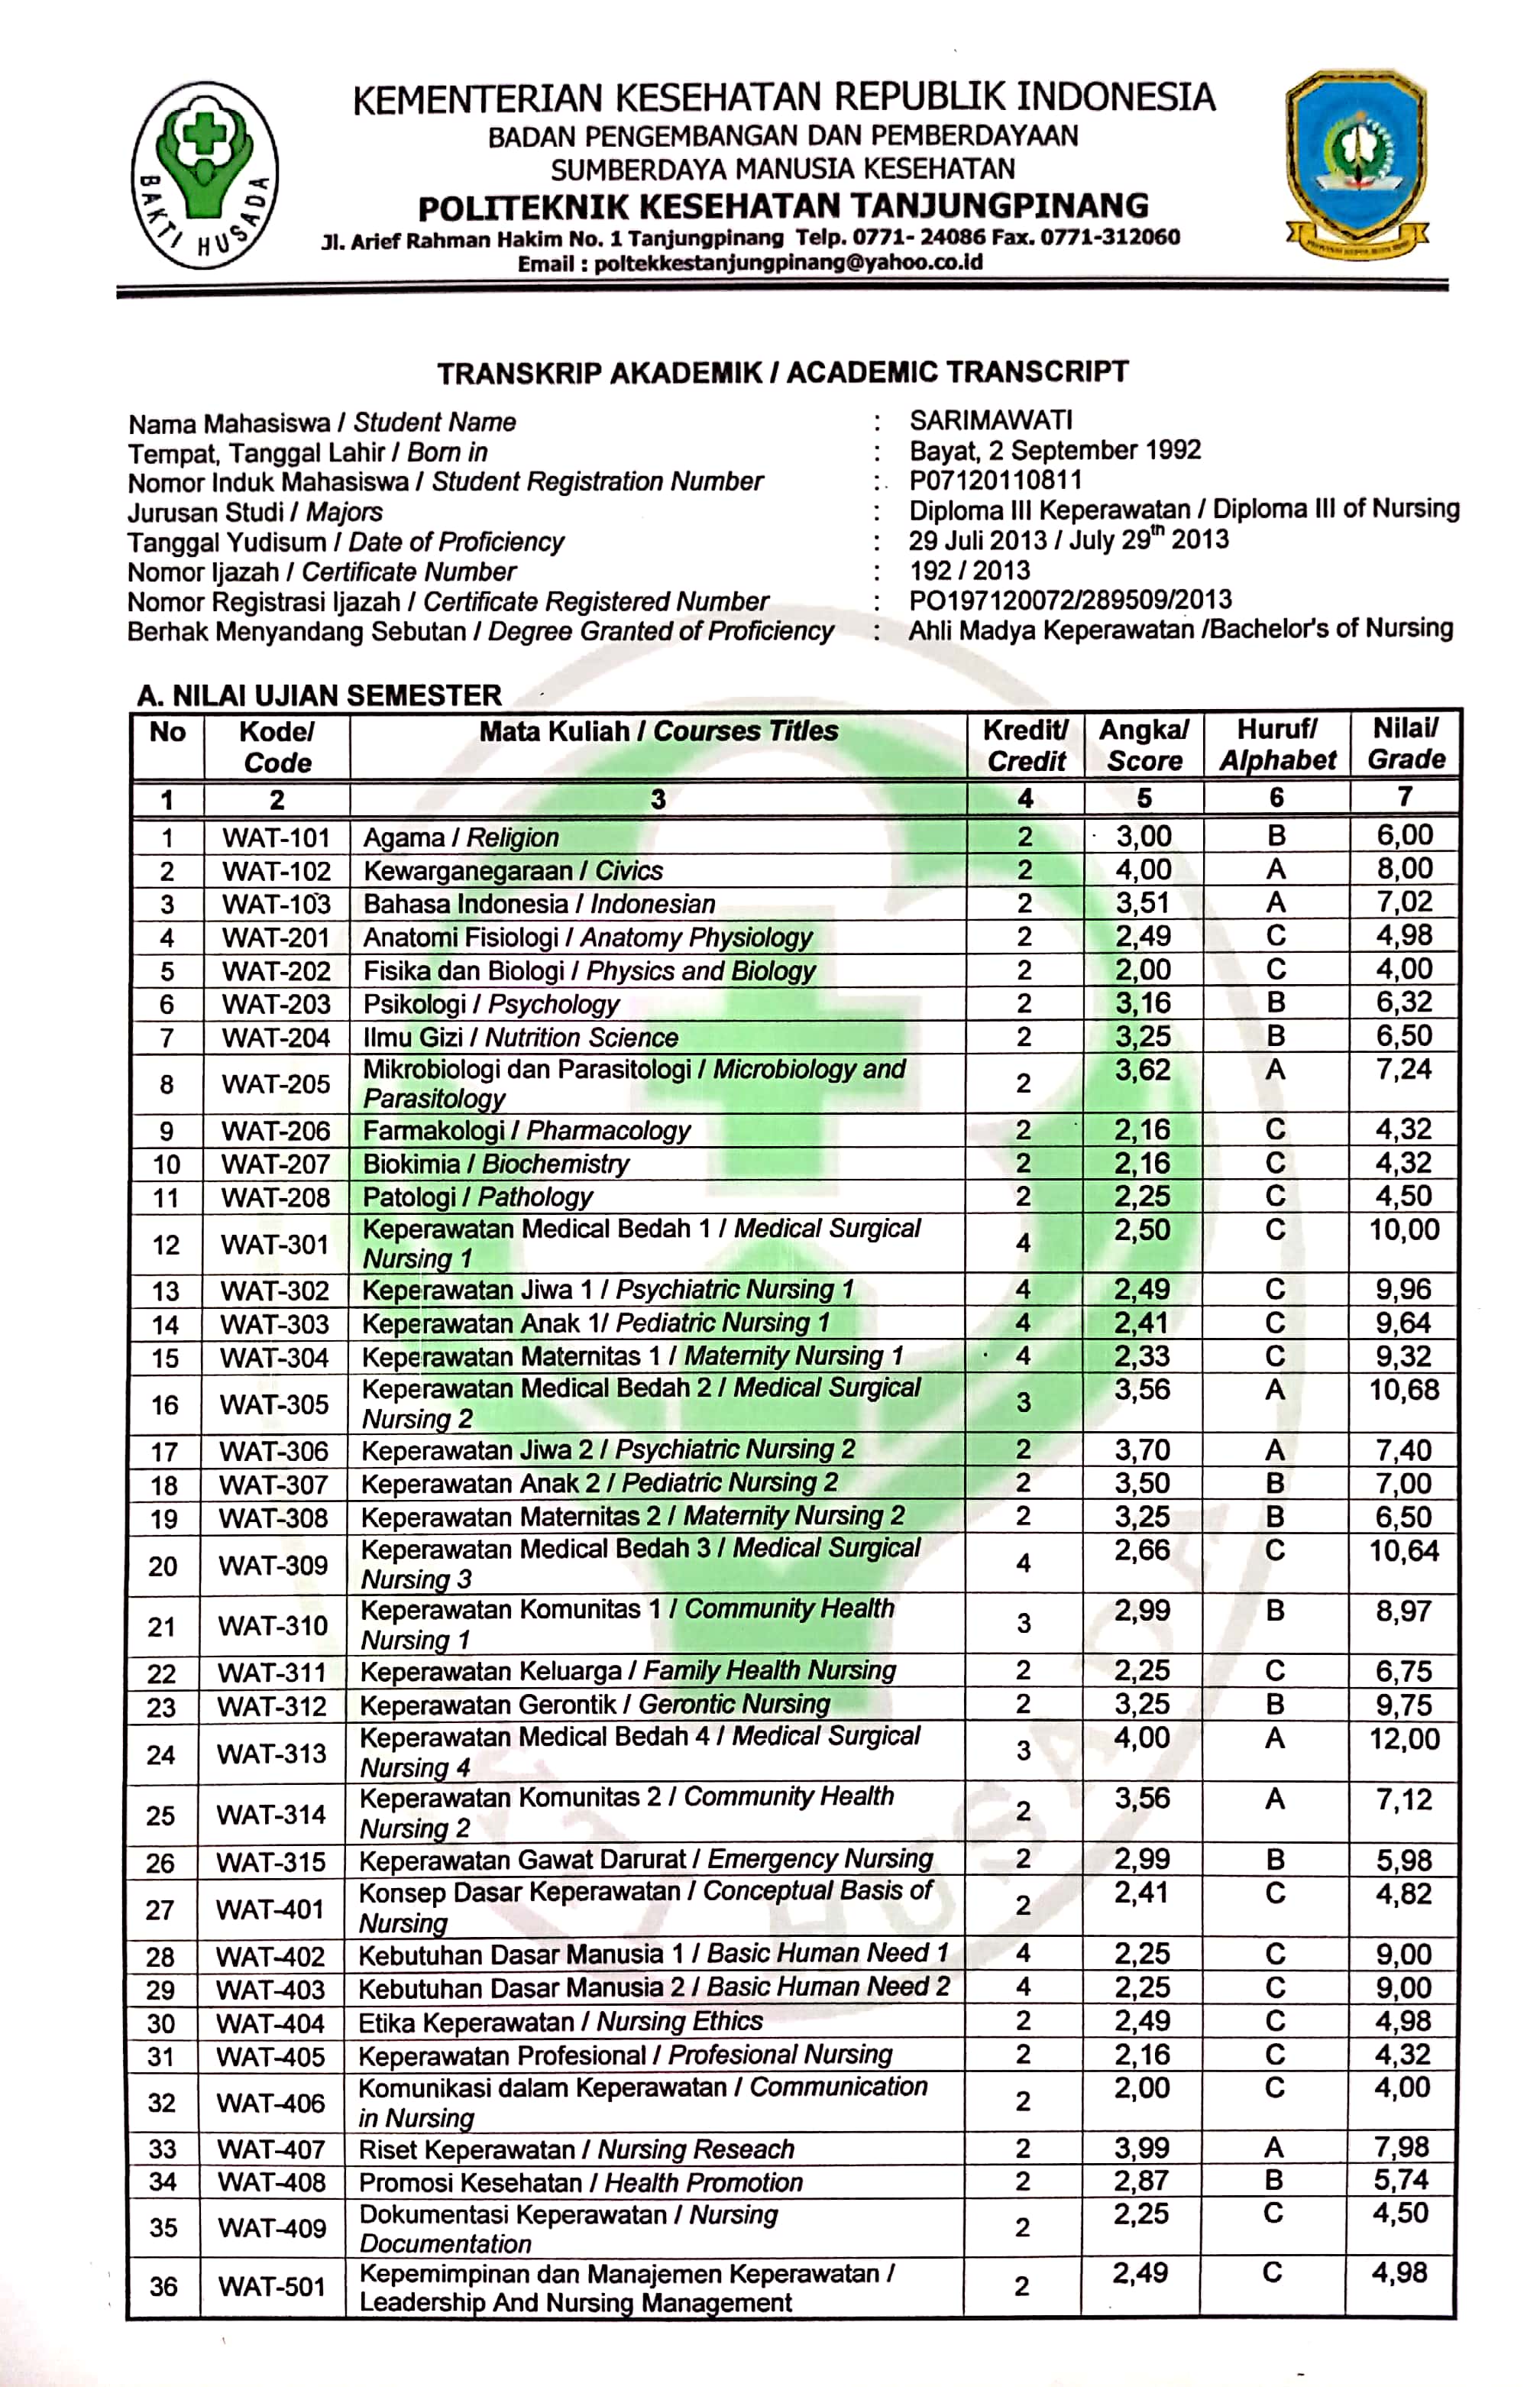 BAKTI HUSADA
KEMENTERIAN KESEHATAN REPUBLIK INDONESIA
BADAN PENGEMBANGAN DAN PEMBERDAYAAN
SUMBERDAYA MANUSIA KESEHATAN
POLITEKNIK KESEHATAN TANJUNGPINANG
Jl. Arief Rahman Hakim No. 1 Tanjungpinang Telp. 0771- 24086 Fax. 0771-312060
Email : poltekkestanjungpinang@yahoo.co.id
TRANSKRIP AKADEMIK / ACADEMIC TRANSCRIPT
Nama Mahasiswa / Student Name : SARIMAWATI
Tempat, Tanggal Lahir / Born in : Bayat, 2 September 1992
Nomor Induk Mahasiswa / Student Registration Number : P07120110811
Jurusan Studi / Majors : Diploma III Keperawatan / Diploma III of Nursing
Tanggal Yudisum / Date of Proficiency : 29 Juli 2013 / July 29th 2013
Nomor Ijazah / Certificate Number : 192 / 2013
Nomor Registrasi Ijazah / Certificate Registered Number : PO197120072/289509/2013
Berhak Menyandang Sebutan / Degree Granted of Proficiency : Ahli Madya Keperawatan /Bachelor's of Nursing
A. NILAI UJIAN SEMESTER
No Kode/ Mata Kuliah / Courses Titles Kredit/ Angka/ Huruf/ Nilai/
Code Credit Score Alphabet Grade
1 2 3 4 5 6 7
1 WAT-101 Agama / Religion 2 3,00 B 6,00
2 WAT-102 Kewarganegaraan / Civics 2 4,00 A 8,00
3 WAT-103 Bahasa Indonesia / Indonesian 2 3,51 A 7,02
4 WAT-201 Anatomi Fisiologi / Anatomy Physiology 2 2,49 C 4,98
5 WAT-202 Fisika dan Biologi / Physics and Biology 2 2,00 C 4,00
6 WAT-203 Psikologi / Psychology 2 3,16 B 6,32
7 WAT-204 Ilmu Gizi / Nutrition Science 2 3,25 B 6,50
8 WAT-205 Mikrobiologi dan Parasitologi / Microbiology and 2 3,62 A 7,24
Parasitology
9 WAT-206 Farmakologi / Pharmacology 2 2,16 C 4,32
10 WAT-207 Biokimia / Biochemistry 2 2,16 C 4,32
11 WAT-208 Patologi / Pathology 2 2,25 C 4,50
12 WAT-301 Keperawatan Medical Bedah 1 / Medical Surgical 4 2,50 C 10,00
Nursing 1
13 WAT-302 Keperawatan Jiwa 1 / Psychiatric Nursing 1 4 2,49 C 9,96
14 WAT-303 Keperawatan Anak 1/ Pediatric Nursing 1 4 2,41 C 9,64
15 WAT-304 Keperawatan Maternitas 1 / Maternity Nursing 1 4 2,33 C 9,32
16 WAT-305 Keperawatan Medical Bedah 2 / Medical Surgical 3 3,56 A 10,68
Nursing 2
17 WAT-306 Keperawatan Jiwa 2 / Psychiatric Nursing 2 2 3,70 A 7,40
18 WAT-307 Keperawatan Anak 2 / Pediatric Nursing 2 2 3,50 B 7,00
19 WAT-308 Keperawatan Maternitas 2 / Maternity Nursing 2 2 3,25 B 6,50
20 WAT-309 Keperawatan Medical Bedah 3 / Medical Surgical 4 2,66 C 10,64
Nursing 3
21 WAT-310 Keperawatan Komunitas 1 / Community Health 3 2,99 B 8,97
Nursing 1
22 WAT-311 Keperawatan Keluarga / Family Health Nursing 2 2,25 C 6,75
23 WAT-312 Keperawatan Gerontik / Gerontic Nursing 2 3,25 B 9,75
24 WAT-313 Keperawatan Medical Bedah 4 / Medical Surgical 3 4,00 A 12,00
Nursing 4
25 WAT-314 Keperawatan Komunitas 2 / Community Health 2 3,56 A 7,12
Nursing 2
26 WAT-315 Keperawatan Gawat Darurat / Emergency Nursing 2 2,99 B 5,98
27 WAT-401 Konsep Dasar Keperawatan / Conceptual Basis of 2 2,41 C 4,82
Nursing
28 WAT-402 Kebutuhan Dasar Manusia 1 / Basic Human Need 1 4 2,25 C 9,00
29 WAT-403 Kebutuhan Dasar Manusia 2 / Basic Human Need 2 4 2,25 C 9,00
30 WAT-404 Etika Keperawatan / Nursing Ethics 2 2,49 C 4,98
31 WAT-405 Keperawatan Profesional / Profesional Nursing 2 2,16 C 4,32
32 WAT-406 Komunikasi dalam Keperawatan / Communication 2 2,00 C 4,00
in Nursing
33 WAT-407 Riset Keperawatan / Nursing Reseach 2 3,99 A 7,98
34 WAT-408 Promosi Kesehatan / Health Promotion 2 2,87 B 5,74
35 WAT-409 Dokumentasi Keperawatan / Nursing 2 2,25 C 4,50
Documentation
36 WAT-501 Kepemimpinan dan Manajemen Keperawatan / 2 2,49 C 4,98
Leadership And Nursing Management